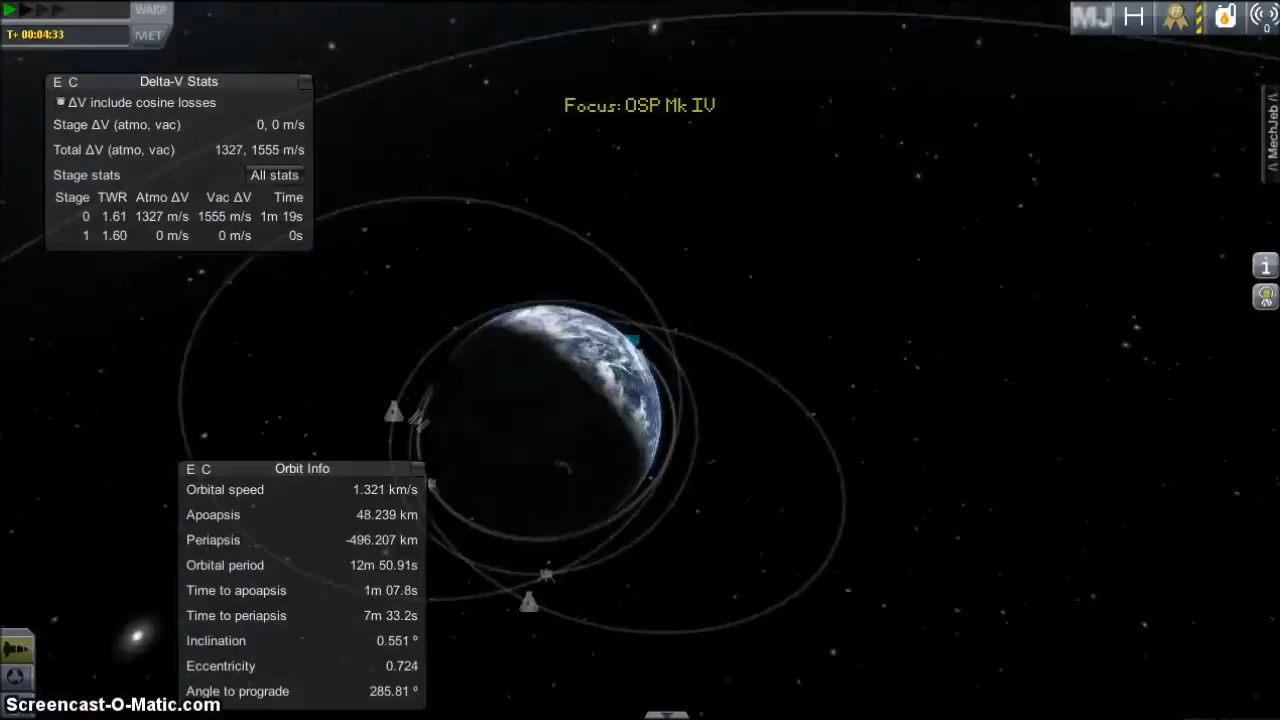 WARP
T+ 00:04:33
MET
MJ
0
E C Delta-V Stats
ΔV include cosine losses
Stage ΔV (atmo, vac) 0, 0 m/s
Total ΔV (atmo, vac) 1327, 1555 m/s
Stage stats All stats
Stage TWR Atmo ΔV Vac ΔV Time
0 1.61 1327 m/s 1555 m/s 1m 19s
1 1.60 0 m/s 0 m/s 0s
Focus: OSP Mk IV
/\ MechJeb /\
E C Orbit Info
Orbital speed 1.321 km/s
Apoapsis 48.239 km
Periapsis -496.207 km
Orbital period 12m 50.91s
Time to apoapsis 1m 07.8s
Time to periapsis 7m 33.2s
Inclination 0.551 º
Eccentricity 0.724
Angle to prograde 285.81 º
Screencast-O-Matic.com